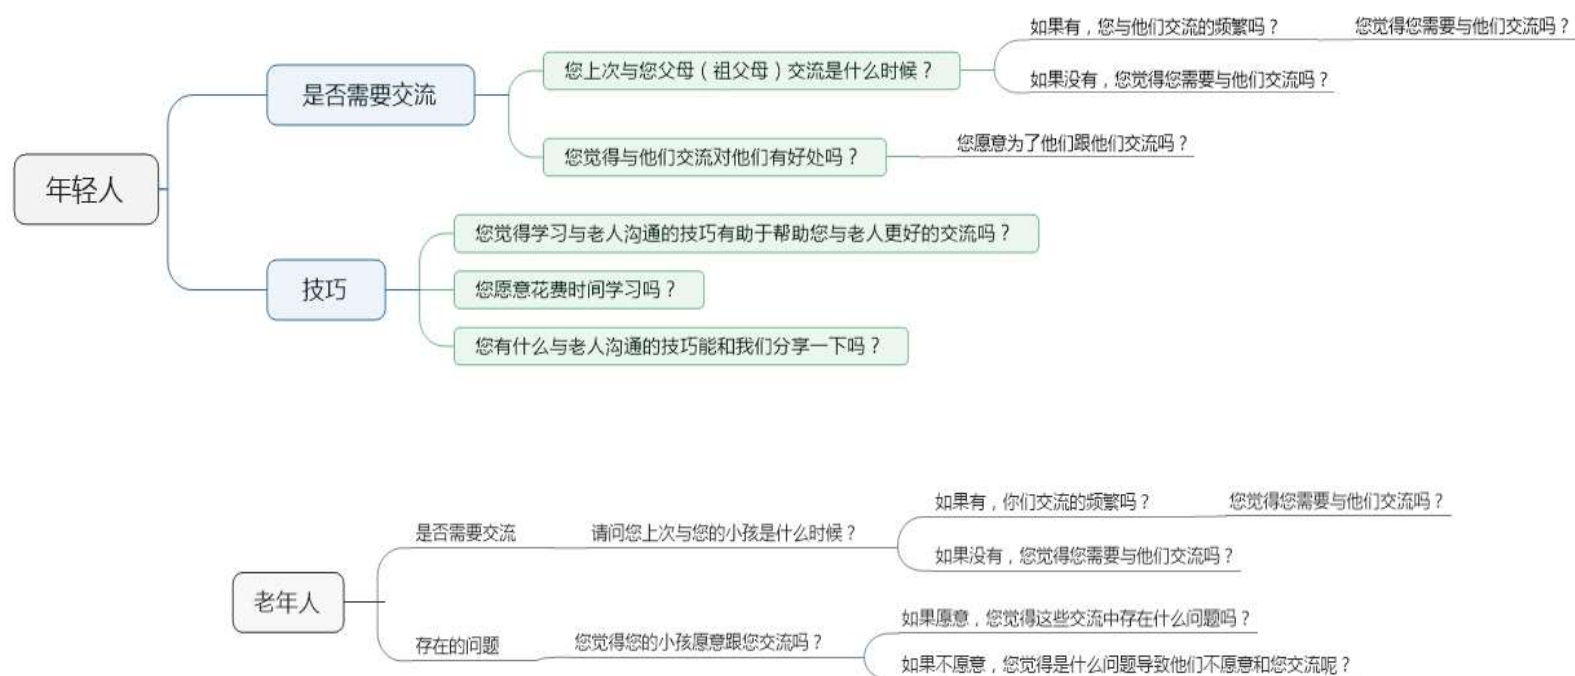 如果有，您与他们交流的频繁吗？
您觉得您需要与他们交流吗？
您上次与您父母（祖父母）交流是什么时候？
如果没有，您觉得您需要与他们交流吗？
是否需要交流
您觉得与他们交流对他们有好处吗？
您愿意为了他们跟他们交流吗？
年轻人
您觉得学习与老人沟通的技巧有助于帮助您与老人更好的交流吗？
技巧
您愿意花费时间学习吗？
您有什么与老人沟通的技巧能和我们分享一下吗？
如果有，你们交流的频繁吗？
您觉得您需要与他们交流吗？
是否需要交流
请问您上次与您的小孩是什么时候？
如果没有，您觉得您需要与他们交流吗？
老年人
如果愿意，您觉得这些交流中存在什么问题吗？
存在的问题
您觉得您的小孩愿意跟您交流吗？
如果不愿意，您觉得是什么问题导致他们不愿意和您交流呢？